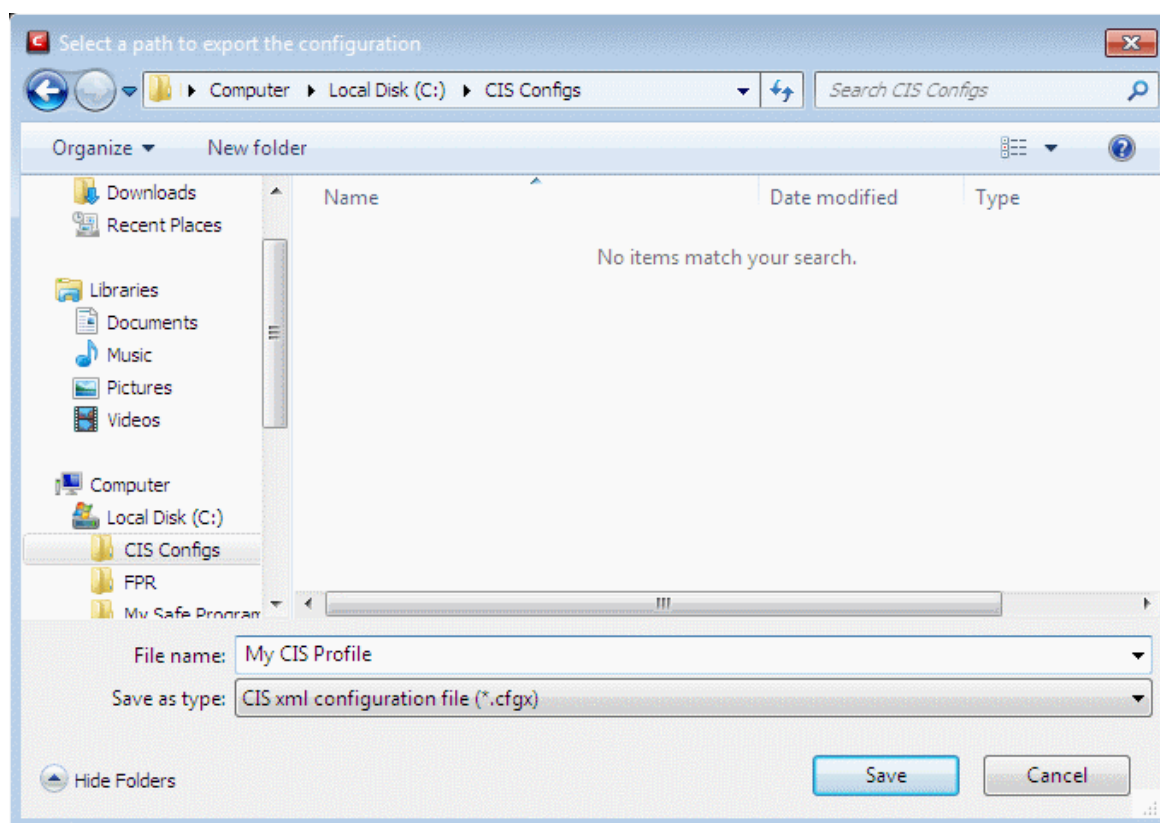 Select a path to export the configuration
Computer Local Disk (C:) CIS Configs
Search CIS Configs
Organize New folder
Downloads
Recent Places
Libraries
Documents
Music
Pictures
Videos
Computer
Local Disk (C:)
CIS Configs
FPR
My Safe Program
Name Date modified Type
No items match your search.
File name: My CIS Profile
Save as type: CIS xml configuration file (*.cfgx)
Hide Folders
Save Cancel